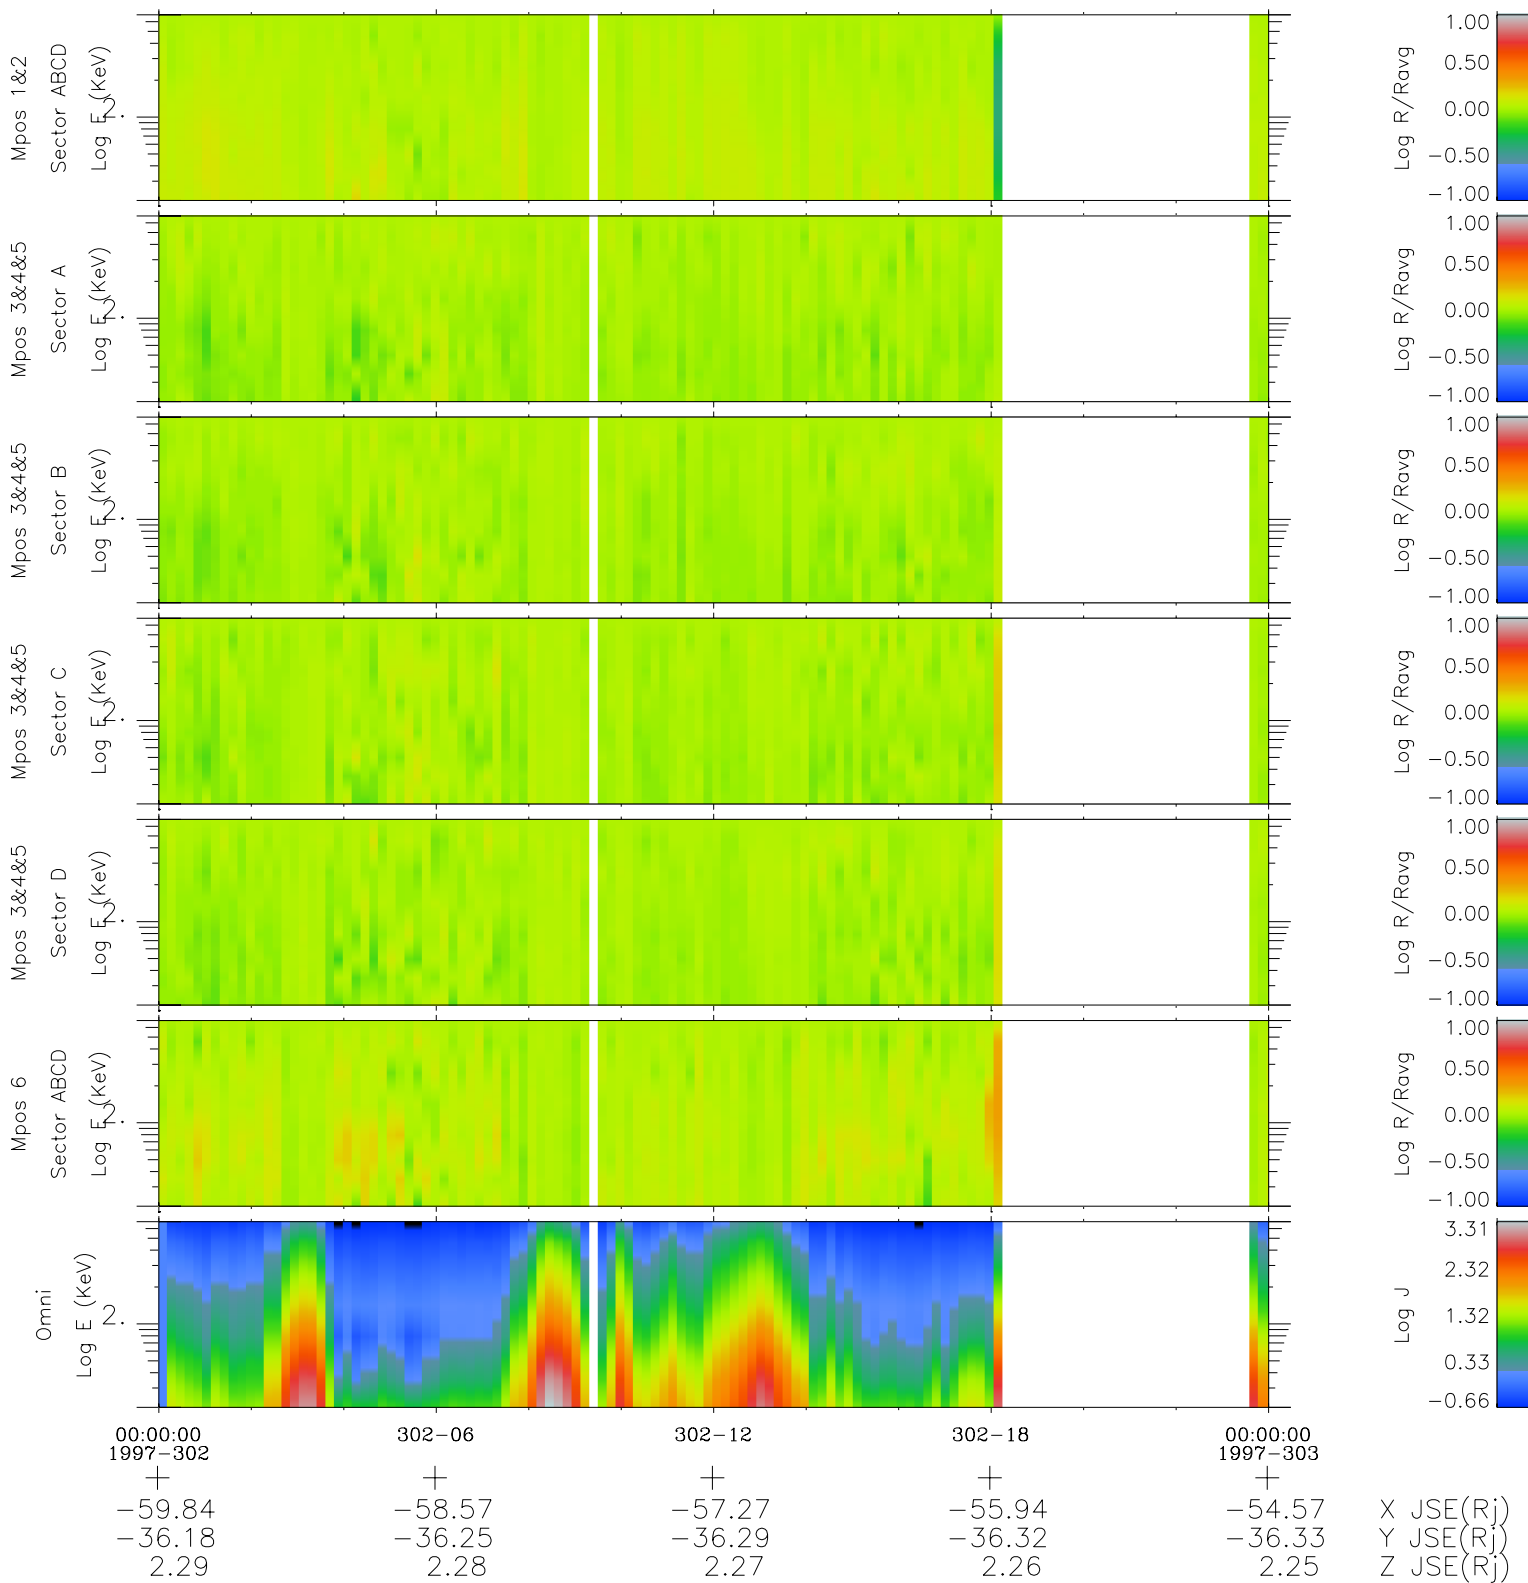 Mpos 1&2
Sector ABCD
Log E (KeV)
2.
Log R/Ravg
1.00
0.50
0.00
-0.50
-1.00
Mpos 3&4&5
Sector A
Log E (KeV)
2.
Log R/Ravg
1.00
0.50
0.00
-0.50
-1.00
Mpos 3&4&5
Sector B
Log E (KeV)
2.
Log R/Ravg
1.00
0.50
0.00
-0.50
-1.00
Mpos 3&4&5
Sector C
Log E (KeV)
2.
Log R/Ravg
1.00
0.50
0.00
-0.50
-1.00
Mpos 3&4&5
Sector D
Log E (KeV)
2.
Log R/Ravg
1.00
0.50
0.00
-0.50
-1.00
Mpos 6
Sector ABCD
Log E (KeV)
2.
Log R/Ravg
1.00
0.50
0.00
-0.50
-1.00
Omni
Log E (KeV)
2.
Log J
3.31
2.32
1.32
0.33
-0.66
00:00:00 302-06 302-12 302-18 00:00:00
1997-302 1997-303
-59.84 -58.57 -57.27 -55.94 -54.57 X JSE(Rj)
-36.18 -36.25 -36.29 -36.32 -36.33 Y JSE(Rj)
2.29 2.28 2.27 2.26 2.25 Z JSE(Rj)